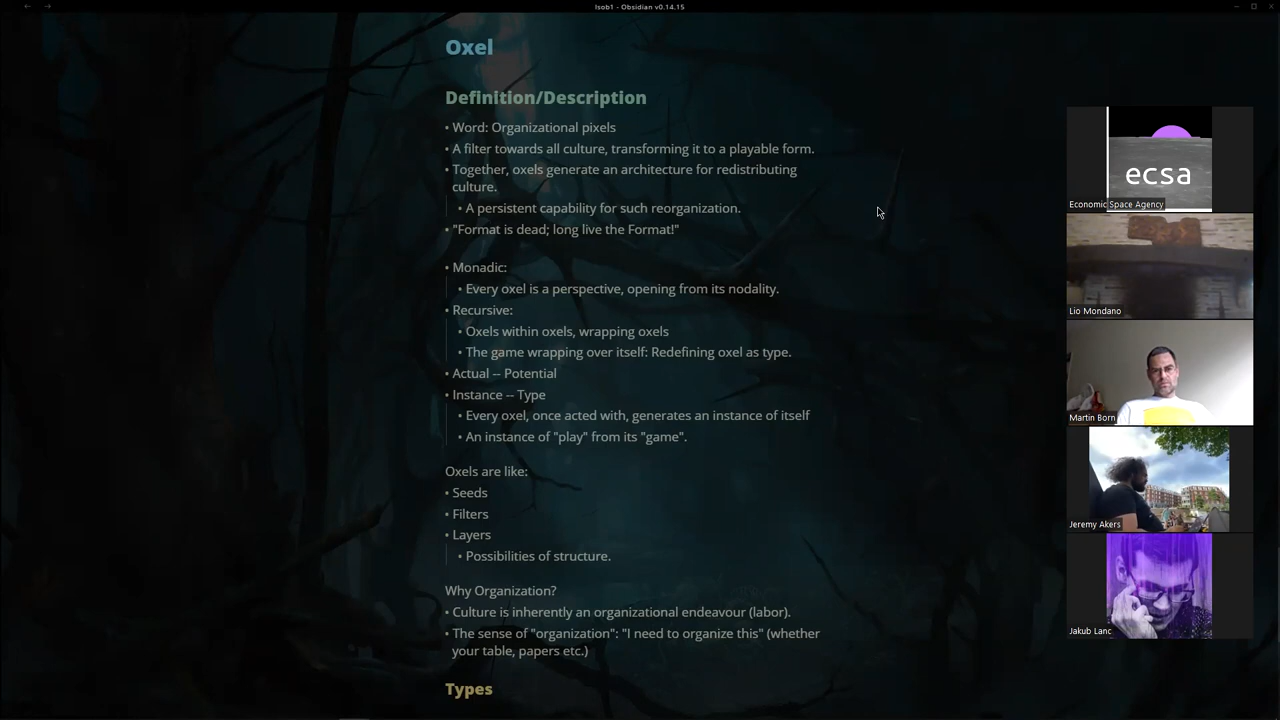 Isob1 - Obsidian v0.14.15
Oxel
Definition/Description
• Word: Organizational pixels
• A filter towards all culture, transforming it to a playable form.
• Together, oxels generate an architecture for redistributing
culture.
• A persistent capability for such reorganization.
• "Format is dead; long live the Format!"
• Monadic:
• Every oxel is a perspective, opening from its nodality.
• Recursive:
• Oxels within oxels, wrapping oxels
• The game wrapping over itself: Redefining oxel as type.
• Actual -- Potential
• Instance -- Type
• Every oxel, once acted with, generates an instance of itself
• An instance of "play" from its "game".
Oxels are like:
• Seeds
• Filters
• Layers
• Possibilities of structure.
Why Organization?
• Culture is inherently an organizational endeavour (labor).
• The sense of "organization": "I need to organize this" (whether
your table, papers etc.)
Types
ecsa
Economic Space Agency
Lio Mondano
Martin Born
Jeremy Akers
Jakub Lanc